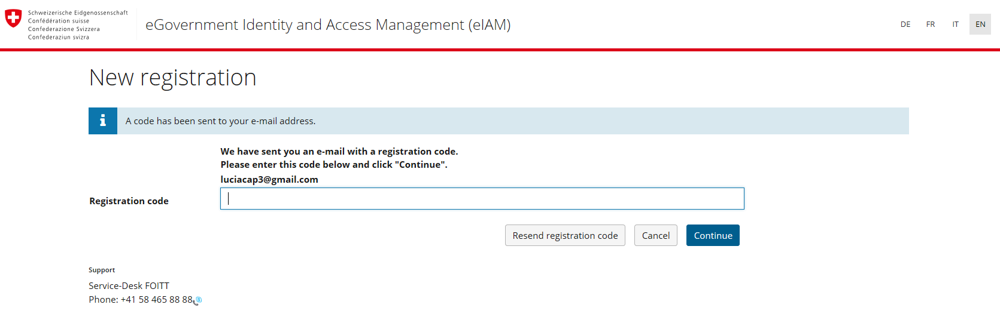 Schweizerische Eidgenossenschaft
Confédération suisse
Confederazione Svizzera
Confederaziun svizra
eGovernment Identity and Access Management (eIAM)
DE FR IT EN
New registration
A code has been sent to your e-mail address.
We have sent you an e-mail with a registration code.
Please enter this code below and click "Continue".
luciacap3@gmail.com
Registration code
Resend registration code Cancel Continue
Support
Service-Desk FOITT
Phone: +41 58 465 88 88